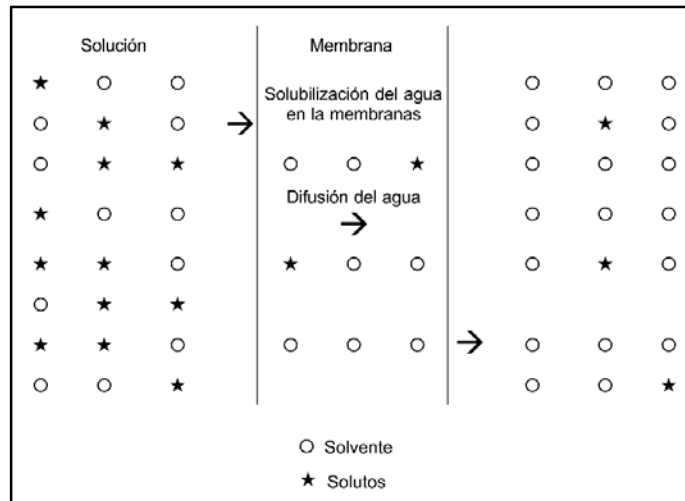 Solución
Membrana
Solubilización del agua
en la membranas
Difusión del agua
Solvente
Solutos